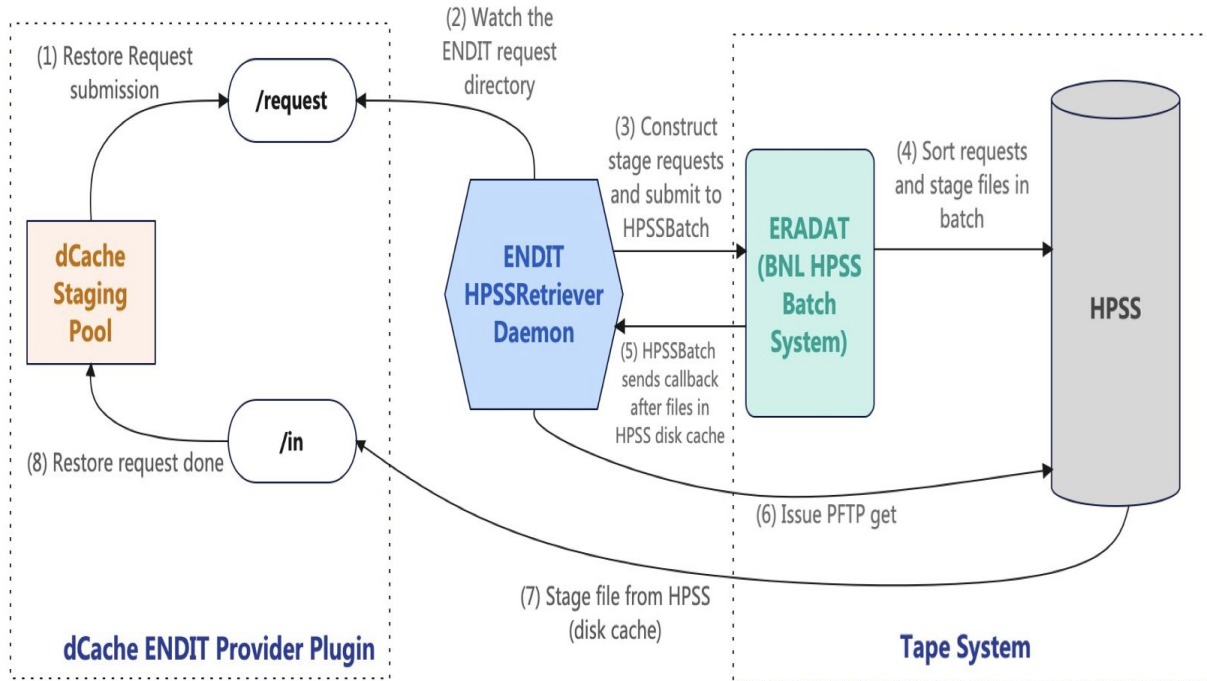 (1) Restore Request
submission
/request
(2) Watch the
ENDIT request
directory
(3) Construct
stage requests
and submit to
HPSSBatch
(4) Sort requests
and stage files in
batch
dCache
Staging
Pool
ENDIT
HPSSRetriever
Daemon
ERADAT
(BNL HPSS
Batch
System)
HPSS
(5) HPSSBatch
sends callback
after files in
HPSS disk cache
/in
(8) Restore request done
(6) Issue PFTP get
(7) Stage file from HPSS
(disk cache)
dCache ENDIT Provider Plugin
Tape System